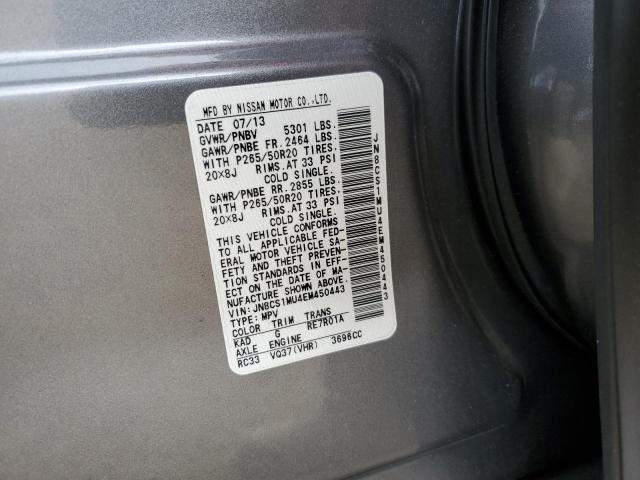 MFD BY NISSAN MOTOR CO.,LTD.
DATE 07/13
GVWR/PNBV 5301 LBS.
GAWR/PNBE FR. 2464 LBS.
WITH P265/50R20 TIRES.
20X8J RIMS. AT 33 PSI
COLD SINGLE.
GAWR/PNBE RR. 2855 LBS.
WITH P265/50R20 TIRES.
20X8J RIMS. AT 33 PSI
COLD SINGLE.
THIS VEHICLE CONFORMS
TO ALL APPLICABLE FED-
ERAL MOTOR VEHICLE SA-
FETY AND THEFT PREVEN-
TION STANDARDS IN EFF-
ECT ON THE DATE OF MA-
NUFACTURE SHOWN ABOVE.
VIN: JN8CS1MU4EM450443
TYPE: MPV
COLOR TRIM TRANS
KAD G RE7R01A
AXLE ENGINE
RC33 VQ37(VHR) 3696CC
JN8CS1MU4EM450443